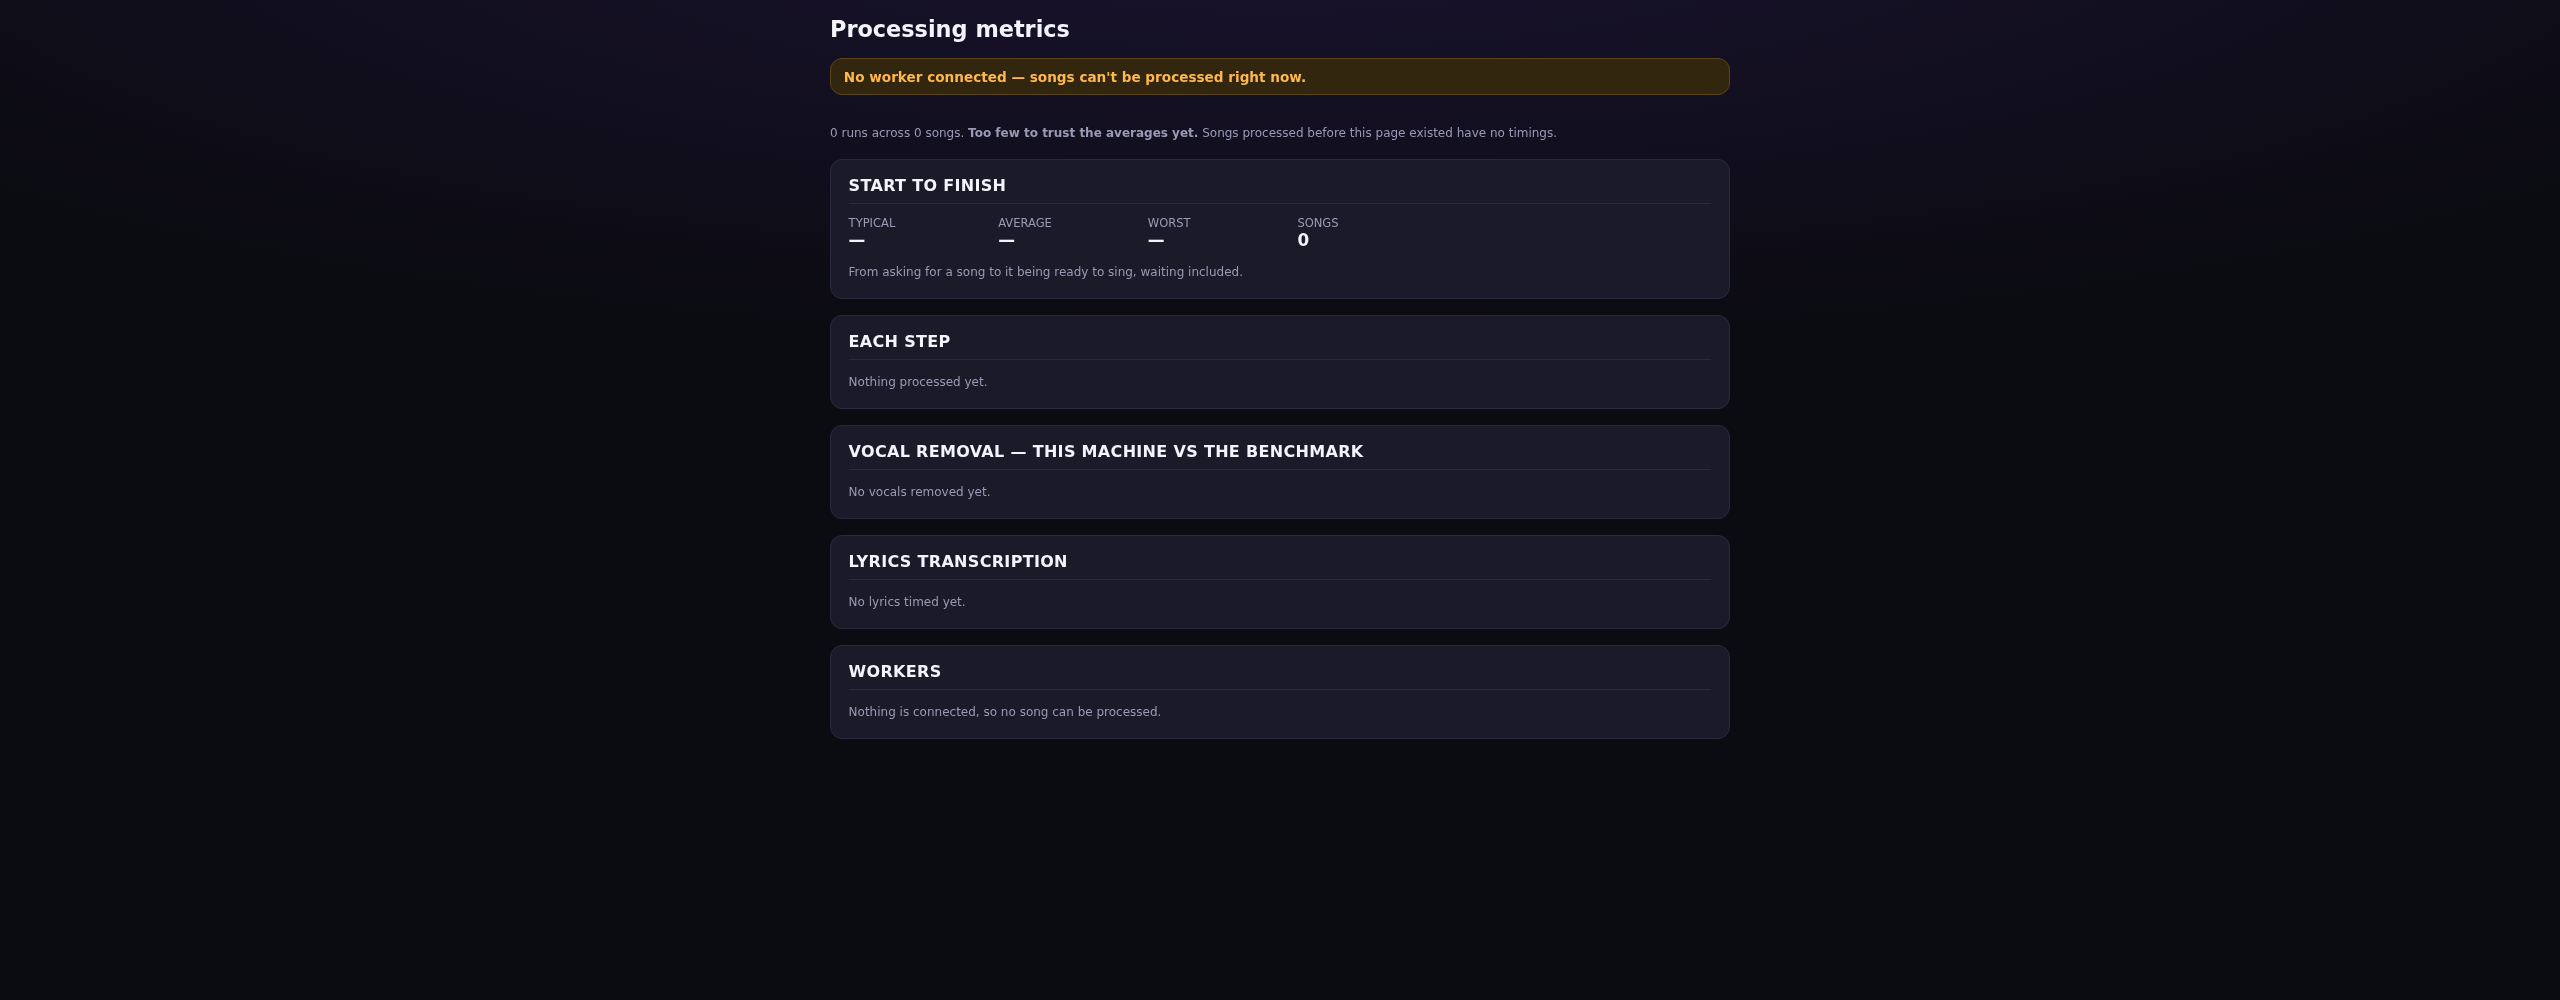 Processing metrics
No worker connected — songs can't be processed right now.
0 runs across 0 songs. Too few to trust the averages yet. Songs processed before this page existed have no timings.
START TO FINISH
TYPICAL AVERAGE WORST SONGS
— — — 0
From asking for a song to it being ready to sing, waiting included.
EACH STEP
Nothing processed yet.
VOCAL REMOVAL — THIS MACHINE VS THE BENCHMARK
No vocals removed yet.
LYRICS TRANSCRIPTION
No lyrics timed yet.
WORKERS
Nothing is connected, so no song can be processed.